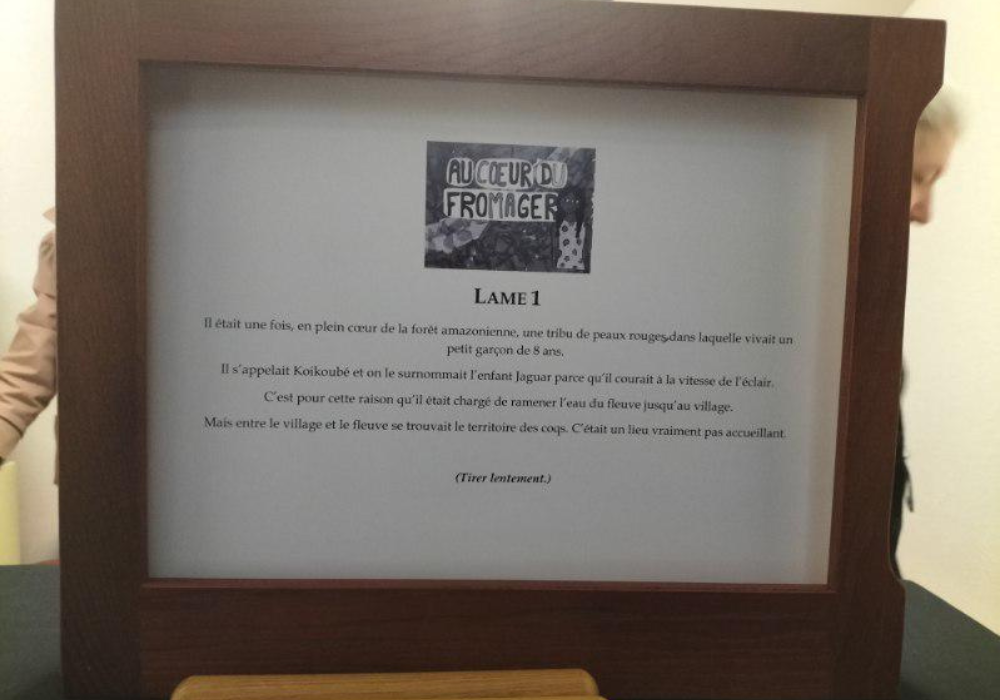 AU CŒUR DU
FROMAGER
LAME 1
Il était une fois, en plein cœur de la forêt amazonienne, une tribu de peaux rouges dans laquelle vivait un
petit garçon de 8 ans.
Il s'appelait Koikoubé et on le surnommait l'enfant Jaguar parce qu'il courait à la vitesse de l'éclair.
C'est pour cette raison qu'il était chargé de ramener l'eau du fleuve jusqu'au village.
Mais entre le village et le fleuve se trouvait le territoire des coqs. C'était un lieu vraiment pas accueillant.
(Tirer lentement.)